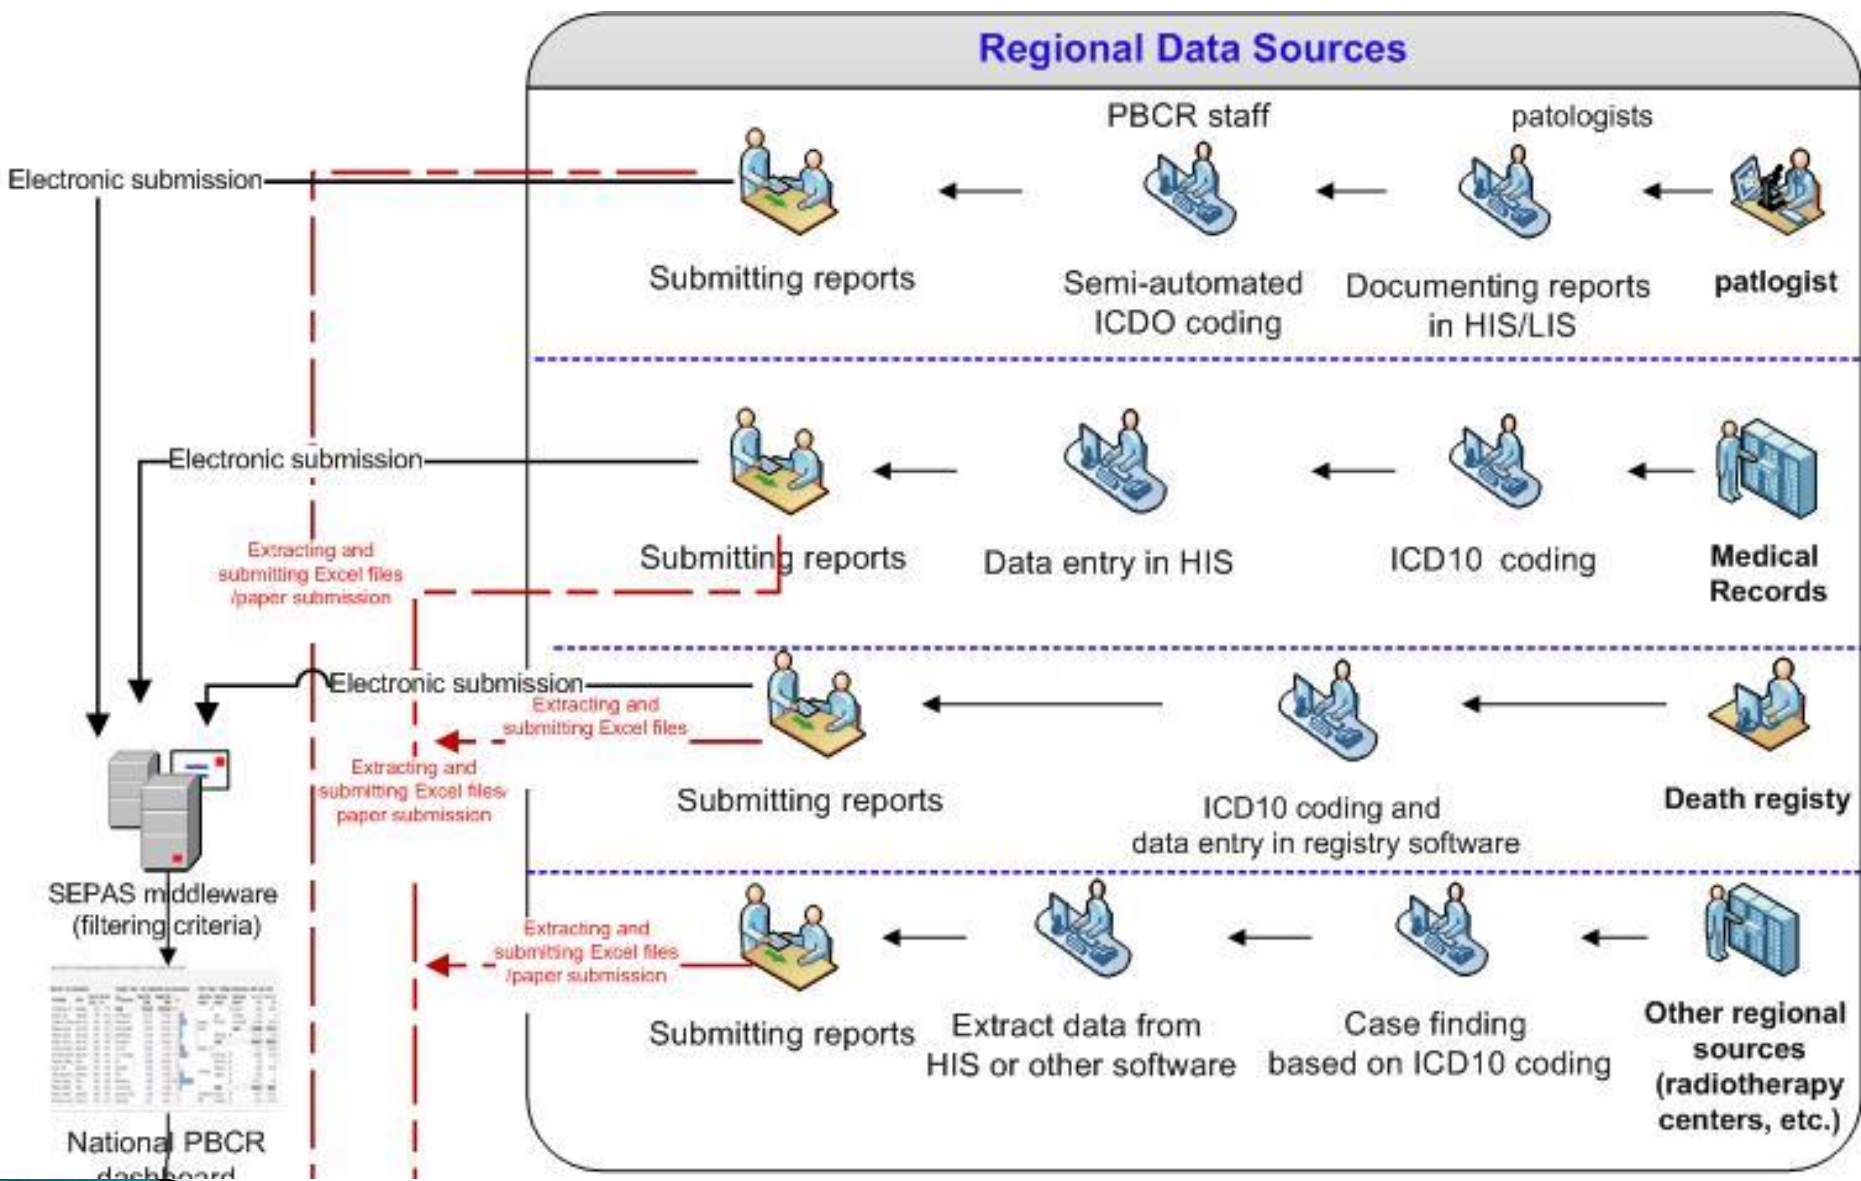 Regional Data Sources
PBCR staff
patologists
Electronic submission
Submitting reports
Semi-automated
ICDO coding
Documenting reports
in HIS/LIS
patlogist
Electronic submission
Extracting and
submitting Excel files
/paper submission
Submitting reports
Data entry in HIS
ICD10 coding
Medical
Records
Electronic submission
Extracting and
submitting Excel files
Extracting and
submitting Excel files/
paper submission
Submitting reports
ICD10 coding and
data entry in registry software
Death registy
SEPAS middleware
(filtering criteria)
Extracting and
submitting Excel files
/paper submission
Submitting reports
Extract data from
HIS or other software
Case finding
based on ICD10 coding
Other regional
sources
(radiotherapy
centers, etc.)
National PBCR
dashboard